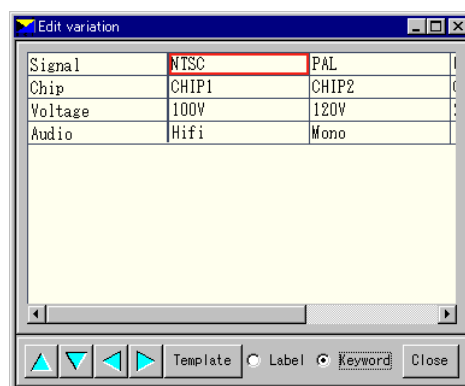 Edit variation
Signal NTSC PAL
Chip CHIP1 CHIP2
Voltage 100V 120V
Audio Hifi Mono
Template Label Keyword Close